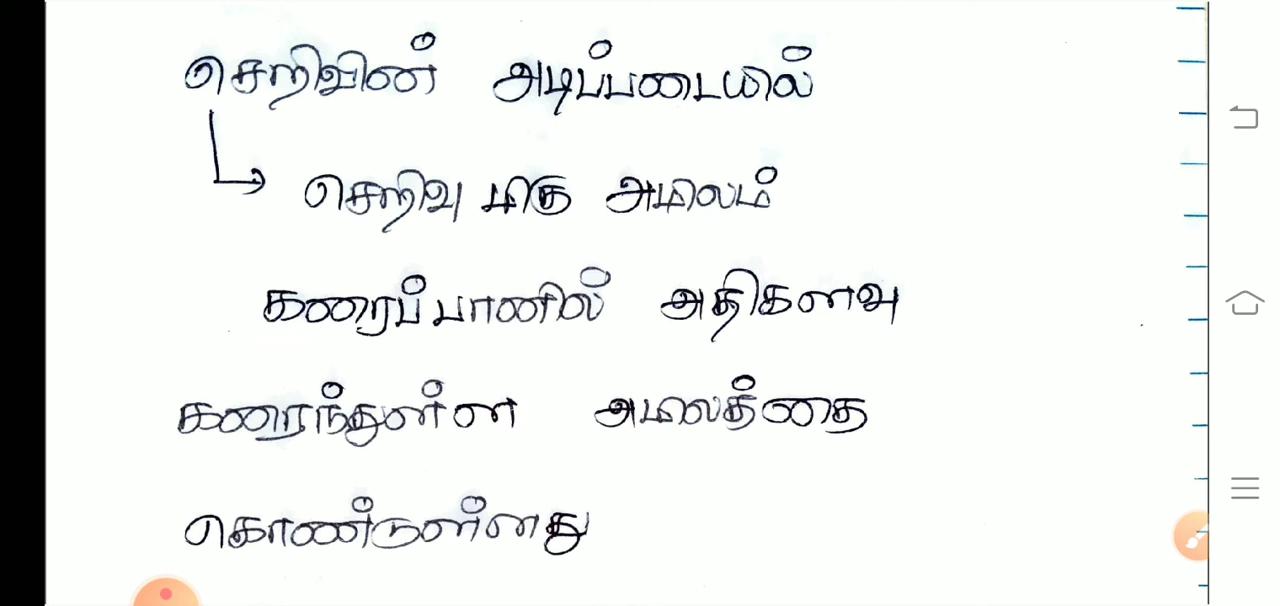 செறிவின் அடிப்படையில்
செறிவு மிகு அமிலம்
கரைப்பானில் அதிகளவு
கரைந்துள்ள அமிலத்தை
கொண்டுள்ளது